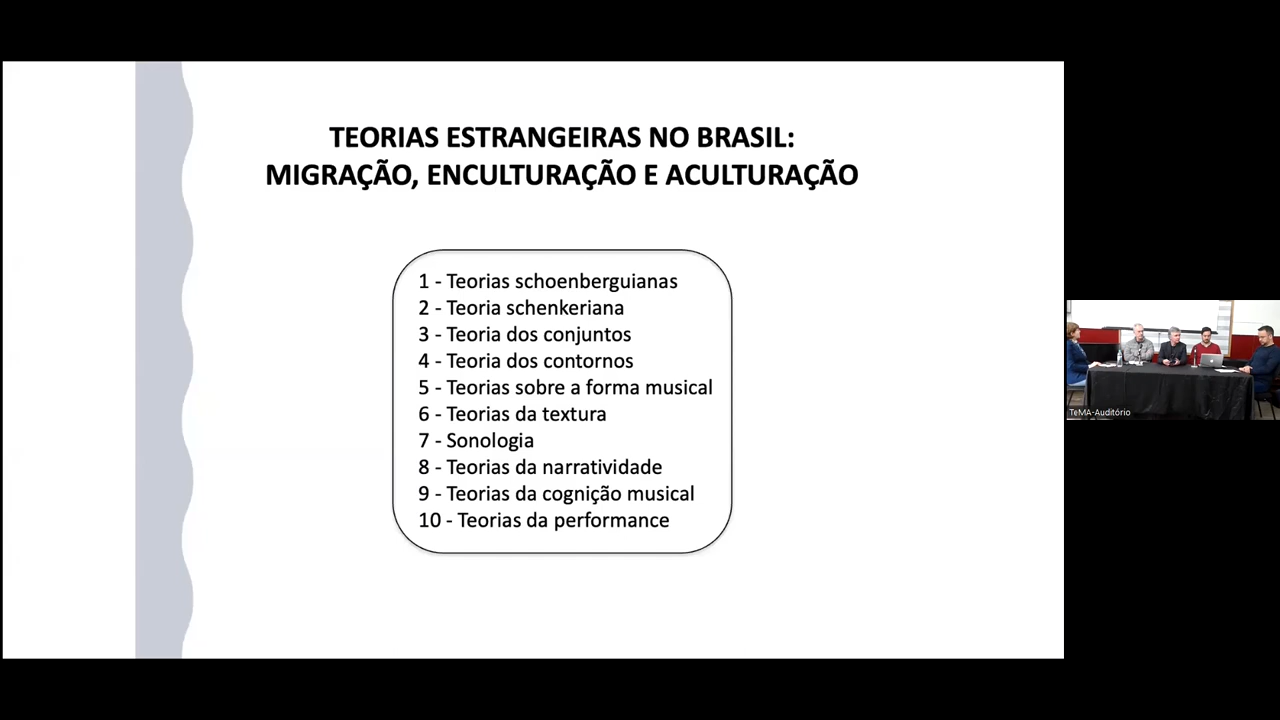 TEORIAS ESTRANGEIRAS NO BRASIL:
MIGRAÇÃO, ENCULTURAÇÃO E ACULTURAÇÃO
1 - Teorias schoenberguianas
2 - Teoria schenkeriana
3 - Teoria dos conjuntos
4 - Teoria dos contornos
5 - Teorias sobre a forma musical
6 - Teorias da textura
7 - Sonologia
8 - Teorias da narratividade
9 - Teorias da cognição musical
10 - Teorias da performance
TeMA-Auditório